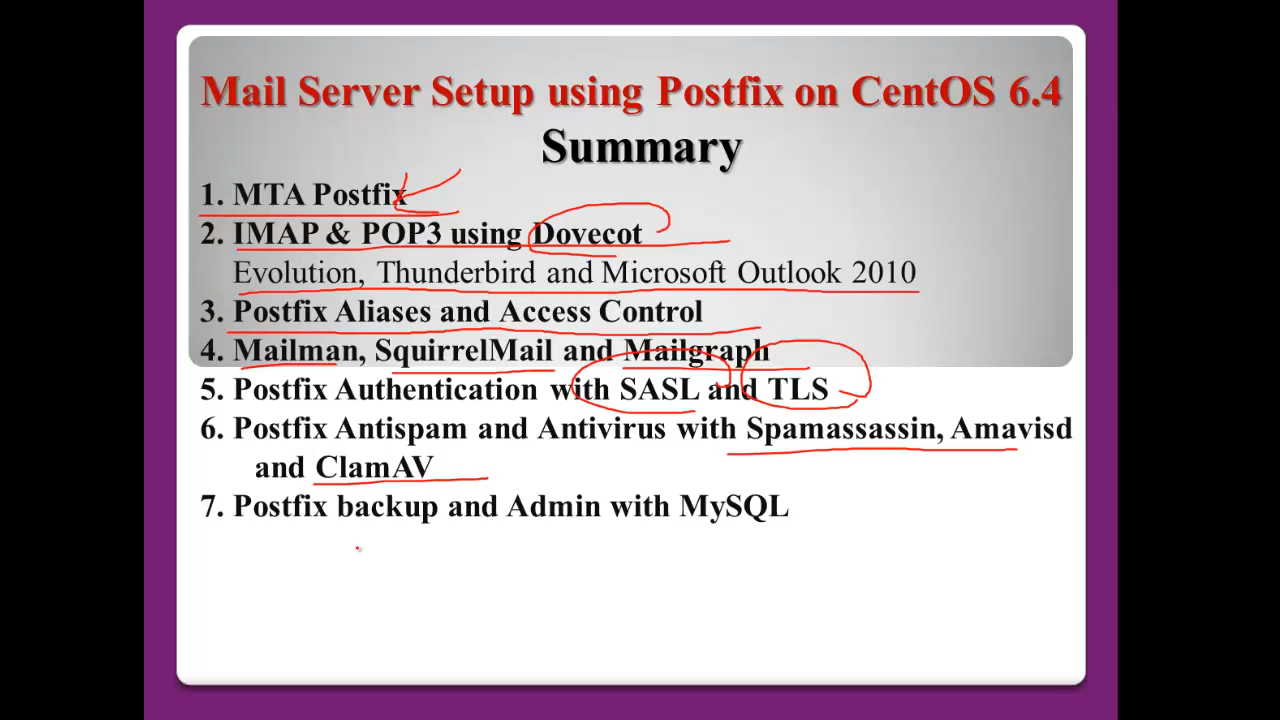 Mail Server Setup using Postfix on CentOS 6.4
Summary
1. MTA Postfix
2. IMAP & POP3 using Dovecot
Evolution, Thunderbird and Microsoft Outlook 2010
3. Postfix Aliases and Access Control
4. Mailman, SquirrelMail and Mailgraph
5. Postfix Authentication with SASL and TLS
6. Postfix Antispam and Antivirus with Spamassassin, Amavisd
and ClamAV
7. Postfix backup and Admin with MySQL